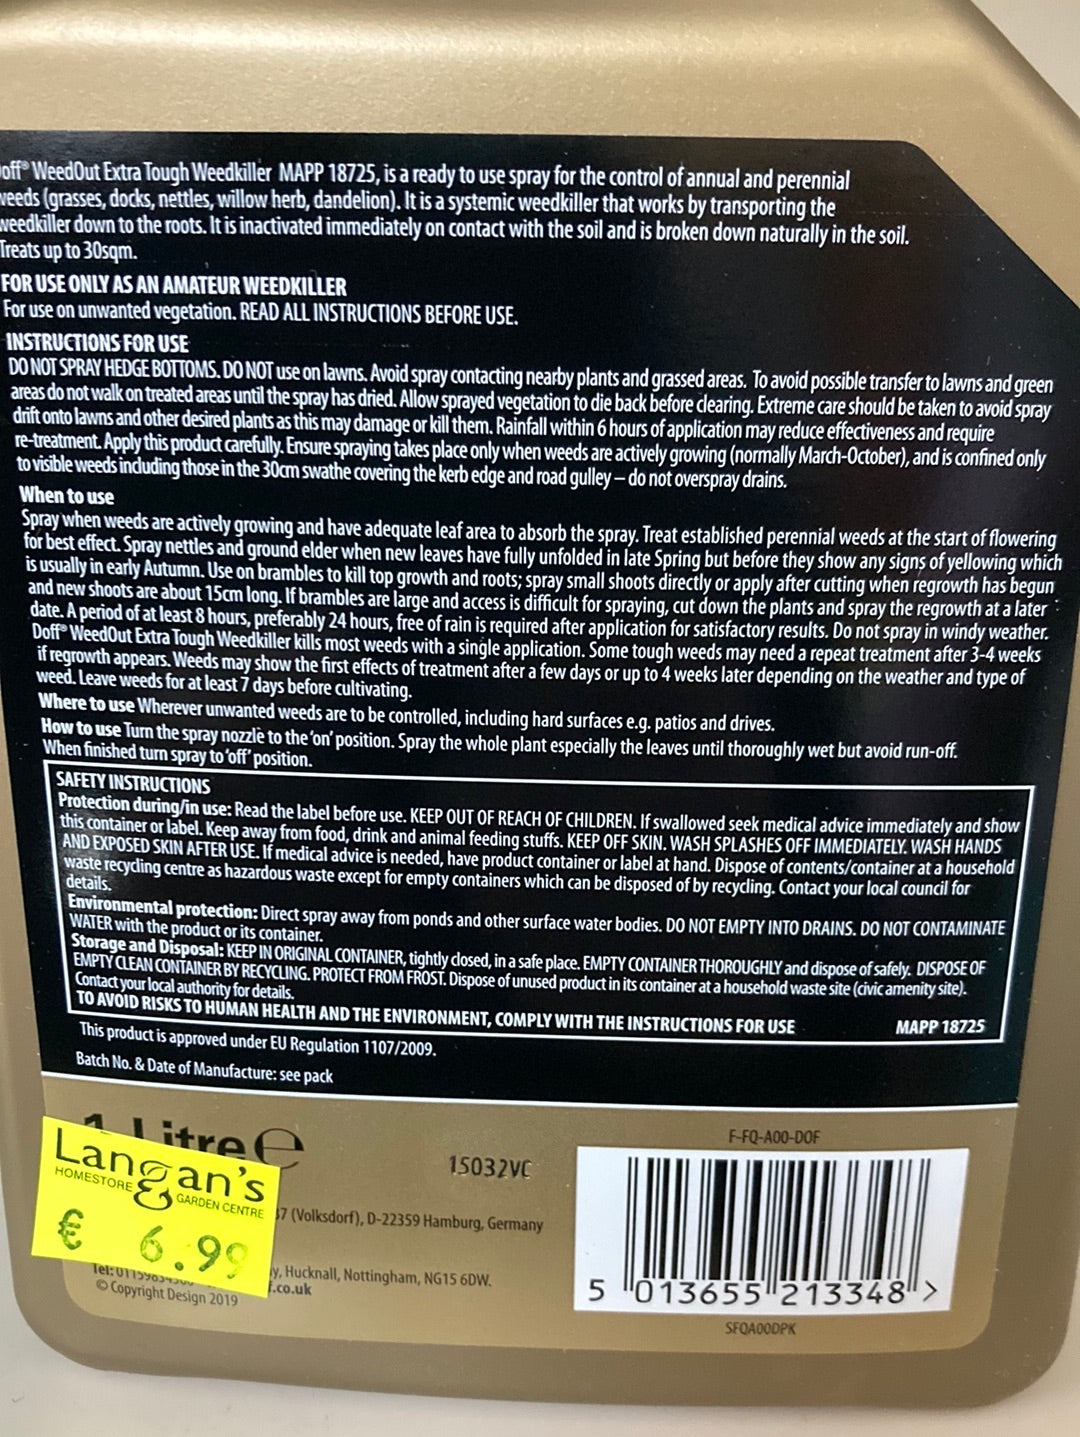 off® WeedOut Extra Tough Weedkiller MAPP 18725, is a ready to use spray for the control of annual and perennial
weeds (grasses, docks, nettles, willow herb, dandelion). It is a systemic weedkiller that works by transporting the
weedkiller down to the roots. It is inactivated immediately on contact with the soil and is broken down naturally in the soil.
Treats up to 30sqm.
FOR USE ONLY AS AN AMATEUR WEEDKILLER
For use on unwanted vegetation. READ ALL INSTRUCTIONS BEFORE USE.
INSTRUCTIONS FOR USE
DO NOT SPRAY HEDGE BOTTOMS. DO NOT use on lawns. Avoid spray contacting nearby plants and grassed areas. To avoid possible transfer to lawns and green
areas do not walk on treated areas until the spray has dried. Allow sprayed vegetation to die back before clearing. Extreme care should be taken to avoid spray
drift onto lawns and other desired plants as this may damage or kill them. Rainfall within 6 hours of application may reduce effectiveness and require
re-treatment. Apply this product carefully. Ensure spraying takes place only when weeds are actively growing (normally March-October), and is confined only
to visible weeds including those in the 30cm swathe covering the kerb edge and road gulley – do not overspray drains.
When to use
Spray when weeds are actively growing and have adequate leaf area to absorb the spray. Treat established perennial weeds at the start of flowering
for best effect. Spray nettles and ground elder when new leaves have fully unfolded in late Spring but before they show any signs of yellowing which
is usually in early Autumn. Use on brambles to kill top growth and roots; spray small shoots directly or apply after cutting when regrowth has begun
and new shoots are about 15cm long. If brambles are large and access is difficult for spraying, cut down the plants and spray the regrowth at a later
date. A period of at least 8 hours, preferably 24 hours, free of rain is required after application for satisfactory results. Do not spray in windy weather.
Doff® WeedOut Extra Tough Weedkiller kills most weeds with a single application. Some tough weeds may need a repeat treatment after 3-4 weeks
if regrowth appears. Weeds may show the first effects of treatment after a few days or up to 4 weeks later depending on the weather and type of
weed. Leave weeds for at least 7 days before cultivating.
Where to use Wherever unwanted weeds are to be controlled, including hard surfaces e.g. patios and drives.
How to use Turn the spray nozzle to the 'on' position. Spray the whole plant especially the leaves until thoroughly wet but avoid run-off.
When finished turn spray to 'off' position.
SAFETY INSTRUCTIONS
Protection during/in use: Read the label before use. KEEP OUT OF REACH OF CHILDREN. If swallowed seek medical advice immediately and show
this container or label. Keep away from food, drink and animal feeding stuffs. KEEP OFF SKIN. WASH SPLASHES OFF IMMEDIATELY. WASH HANDS
AND EXPOSED SKIN AFTER USE. If medical advice is needed, have product container or label at hand. Dispose of contents/container at a household
waste recycling centre as hazardous waste except for empty containers which can be disposed of by recycling. Contact your local council for
details.
Environmental protection: Direct spray away from ponds and other surface water bodies. DO NOT EMPTY INTO DRAINS. DO NOT CONTAMINATE
WATER with the product or its container.
Storage and Disposal: KEEP IN ORIGINAL CONTAINER, tightly closed, in a safe place. EMPTY CONTAINER THOROUGHLY and dispose of safely. DISPOSE OF
EMPTY CLEAN CONTAINER BY RECYCLING. PROTECT FROM FROST. Dispose of unused product in its container at a household waste site (civic amenity site).
Contact your local authority for details.
TO AVOID RISKS TO HUMAN HEALTH AND THE ENVIRONMENT, COMPLY WITH THE INSTRUCTIONS FOR USE MAPP 18725
This product is approved under EU Regulation 1107/2009.
Batch No. & Date of Manufacture: see pack
1 Litre e
F-FQ-A00-DOF
15032VC
Langan's
HOMESTORE & GARDEN CENTRE
€ 6.99
37 (Volksdorf), D-22359 Hamburg, Germany
y, Hucknall, Nottingham, NG15 6DW.
Tel:
f.co.uk
© Copyright Design 2019
5 013655 213348 >
SFQA00DPK